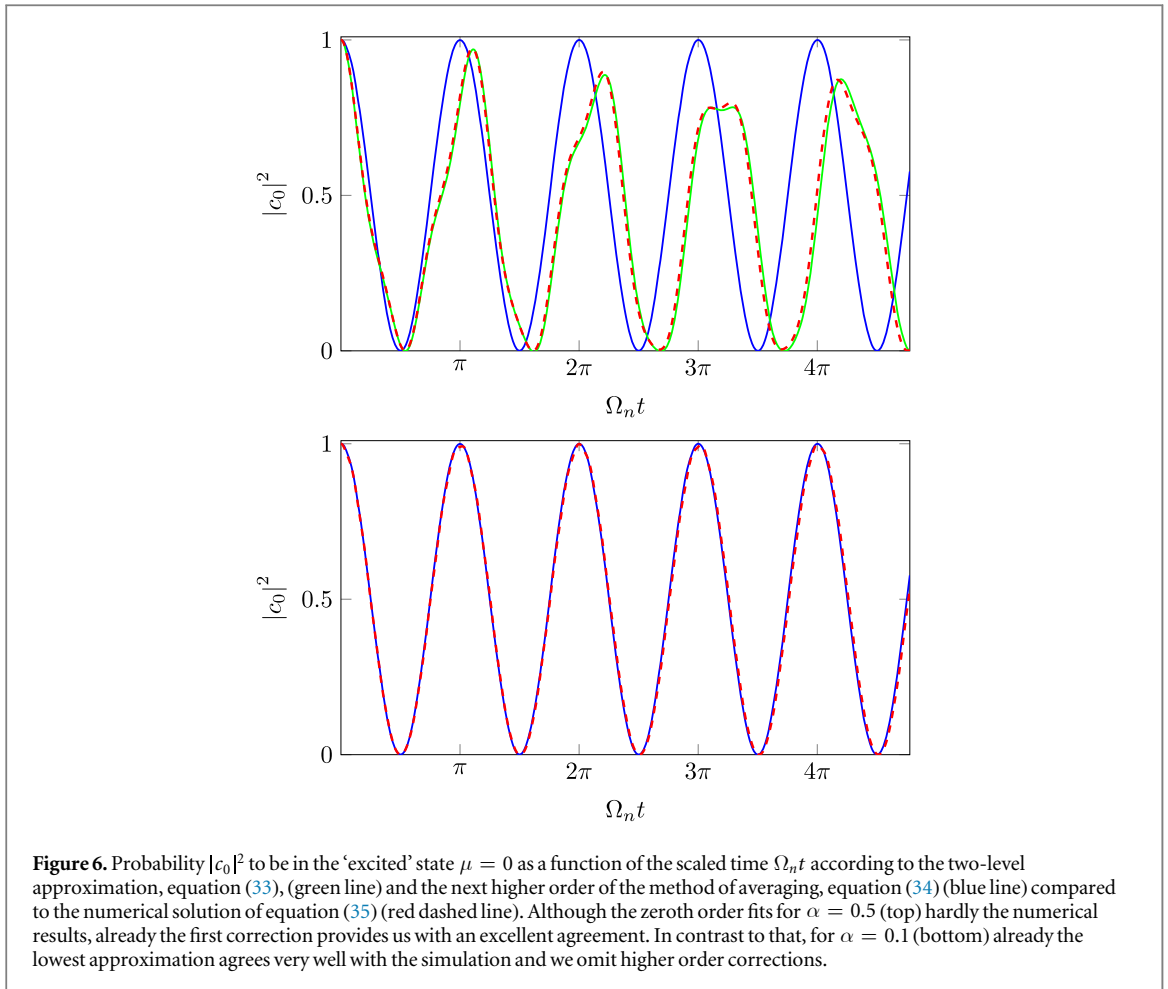 1
0.5
0
|c₀|²
π
2π
3π
4π
Ωₙt
1
0.5
0
|c₀|²
π
2π
3π
4π
Ωₙt
Figure 6. Probability |c₀|² to be in the ‘excited’ state μ = 0 as a function of the scaled time Ωₙt according to the two-level
approximation, equation (33), (green line) and the next higher order of the method of averaging, equation (34) (blue line) compared
to the numerical solution of equation (35) (red dashed line). Although the zeroth order fits for α = 0.5 (top) hardly the numerical
results, already the first correction provides us with an excellent agreement. In contrast to that, for α = 0.1 (bottom) already the
lowest approximation agrees very well with the simulation and we omit higher order corrections.